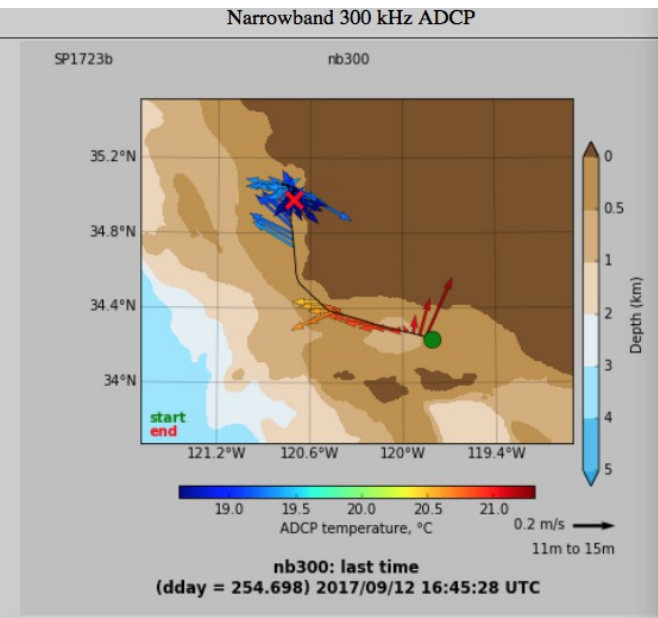 Narrowband 300 kHz ADCP
SP1723b
nb300
35.2°N
34.8°N
34.4°N
34°N
start
end
121.2°W
120.6°W
120°W
119.4°W
0
0.5
1
2
3
4
5
Depth (km)
19.0
19.5
20.0
20.5
21.0
ADCP temperature, °C
0.2 m/s
11m to 15m
nb300: last time
(dday = 254.698) 2017/09/12 16:45:28 UTC